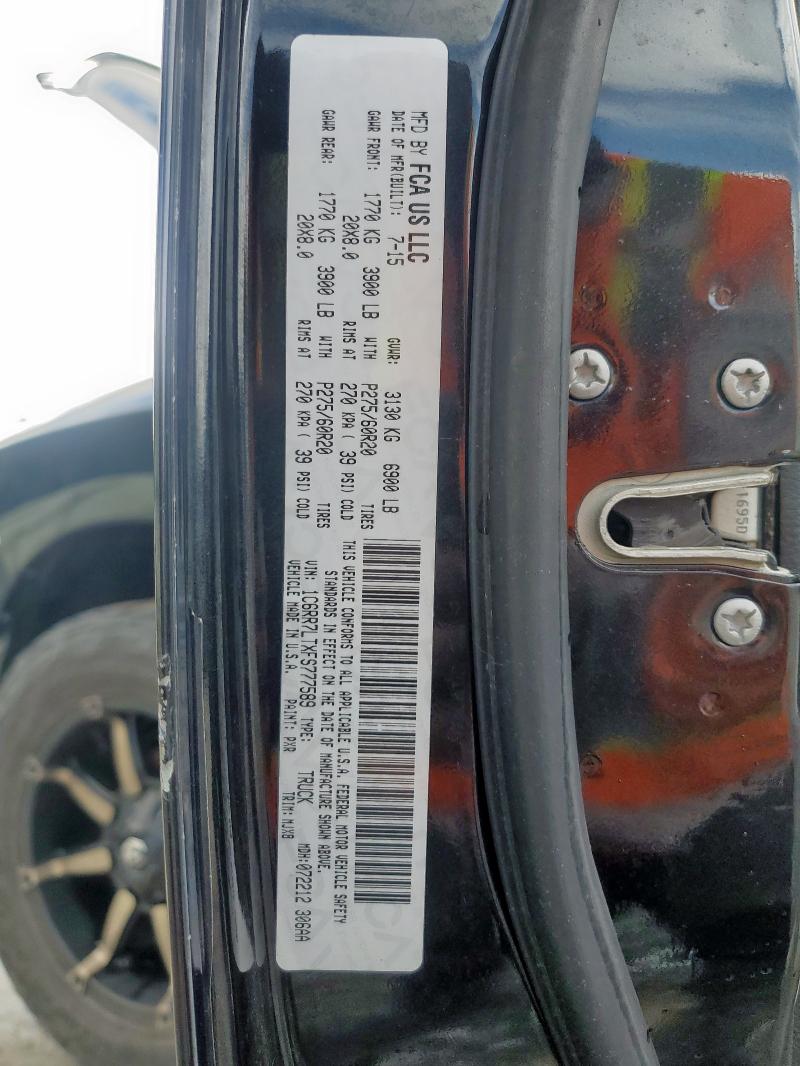 MFD BY FCA US LLC
DATE OF MFR(BUILT): 7-15 GVWR: 3130 KG 6900 LB
GAWR FRONT: 1770 KG 3900 LB WITH P275/60R20 TIRES
20X8.0 RIMS AT 270 KPA ( 39 PSI) COLD
GAWR REAR: 1770 KG 3900 LB WITH P275/60R20 TIRES
20X8.0 RIMS AT 270 KPA ( 39 PSI) COLD
THIS VEHICLE CONFORMS TO ALL APPLICABLE U.S.A. FEDERAL MOTOR VEHICLE SAFETY
STANDARDS IN EFFECT ON THE DATE OF MANUFACTURE SHOWN ABOVE.
VIN: 1C6RR7LTXFS777589 TYPE: TRUCK MDH:072212 306AA
VEHICLE MADE IN U.S.A. PAINT: PXR TRIM:MJX8
1695D